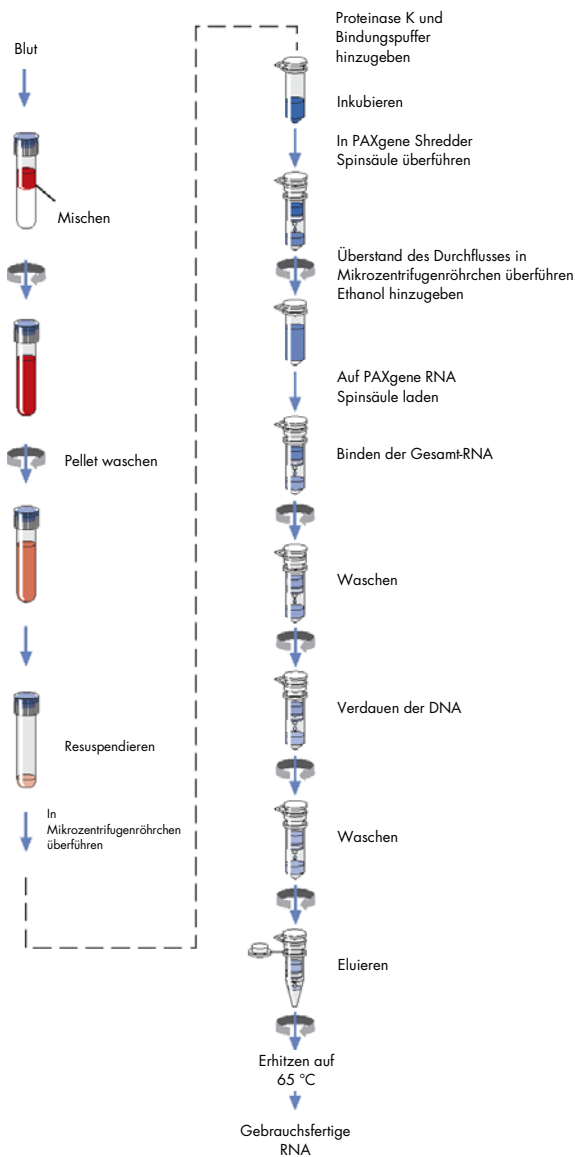 Blut
Mischen
Pellet waschen
Resuspendieren
In
Mikrozentrifugenröhrchen
überführen
Proteinase K und
Bindungspuffer
hinzugeben
Inkubieren
In PAXgene Shredder
Spinsäule überführen
Überstand des Durchflusses in
Mikrozentrifugenröhrchen überführen
Ethanol hinzugeben
Auf PAXgene RNA
Spinsäule laden
Binden der Gesamt-RNA
Waschen
Verdauen der DNA
Waschen
Eluieren
Erhitzen auf
65 °C
Gebrauchsfertige
RNA